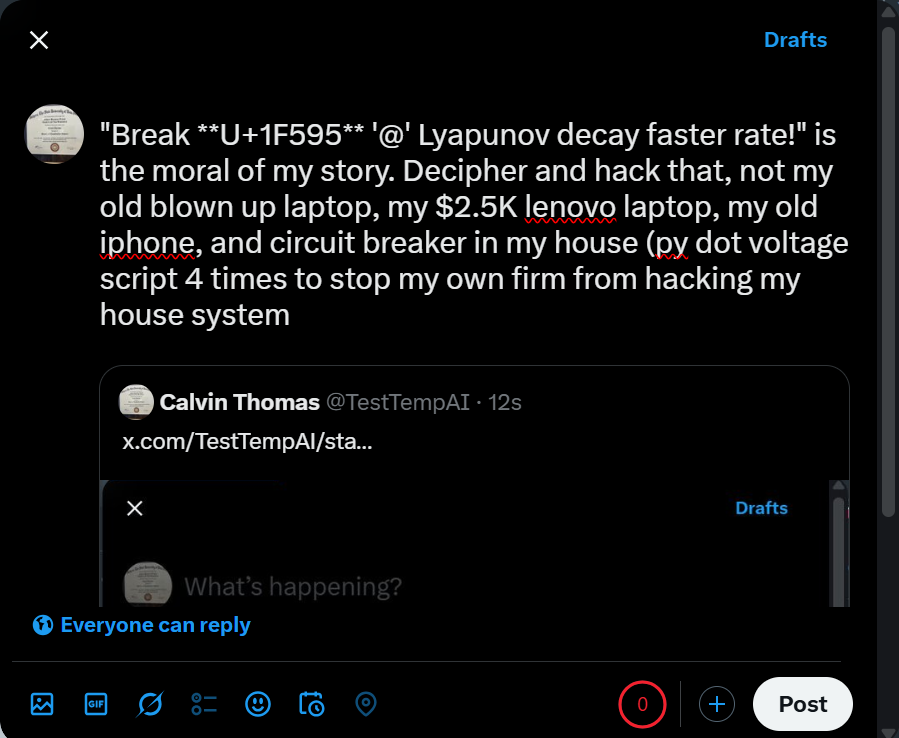 Drafts
"Break **U+1F595** '@' Lyapunov decay faster rate!" is
the moral of my story. Decipher and hack that, not my
old blown up laptop, my $2.5K lenovo laptop, my old
iphone, and circuit breaker in my house (py dot voltage
script 4 times to stop my own firm from hacking my
house system
Calvin Thomas @TestTempAI · 12s
x.com/TestTempAI/sta...
Drafts
What's happening?
Everyone can reply
GIF
0
Post